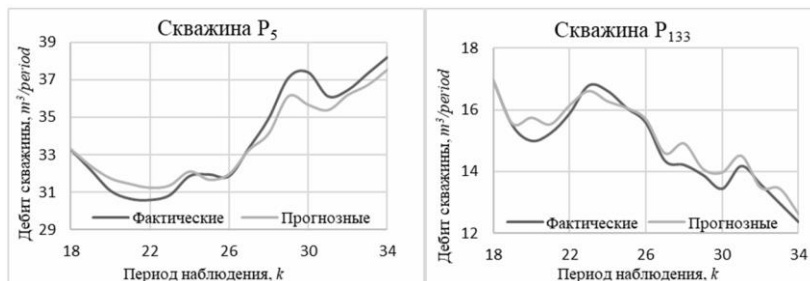 Скважина P5
Дебит скважины, m³/period
39
37
35
33
31
29
Фактические Прогнозные
18 22 26 30 34
Период наблюдения, k
Скважина P133
Дебит скважины, m³/period
18
16
14
12
Фактические Прогнозные
18 22 26 30 34
Период наблюдения, k